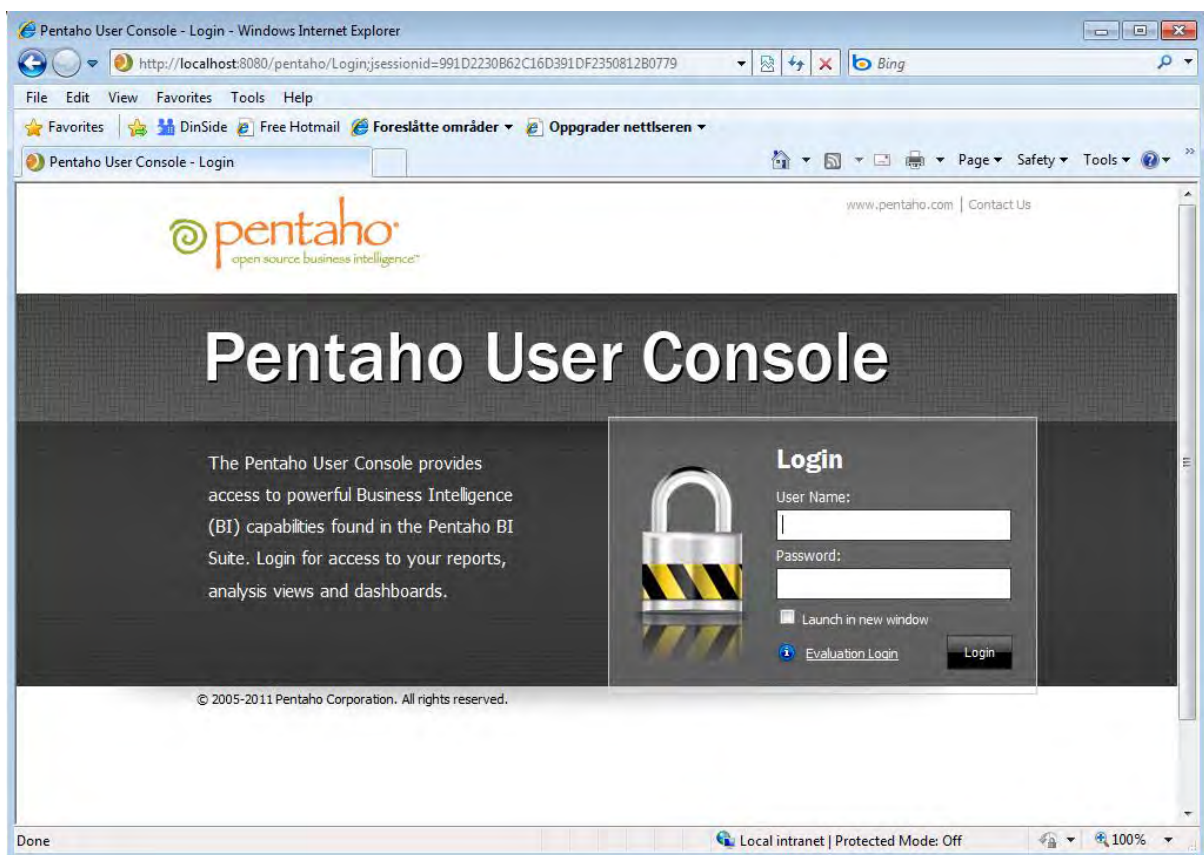 Pentaho User Console - Login - Windows Internet Explorer
http://localhost:8080/pentaho/Login;jsessionid=991D2230B62C16D391DF2350812B0779
Bing
File Edit View Favorites Tools Help
Favorites DinSide Free Hotmail Foreslåtte områder Oppgrader nettlseren
Pentaho User Console - Login
Page Safety Tools
www.pentaho.com | Contact Us
pentaho
open source business intelligence™
Pentaho User Console
The Pentaho User Console provides
access to powerful Business Intelligence
(BI) capabilities found in the Pentaho BI
Suite. Login for access to your reports,
analysis views and dashboards.
Login
User Name:
Password:
Launch in new window
Evaluation Login
Login
© 2005-2011 Pentaho Corporation. All rights reserved.
Done
Local intranet | Protected Mode: Off
100%